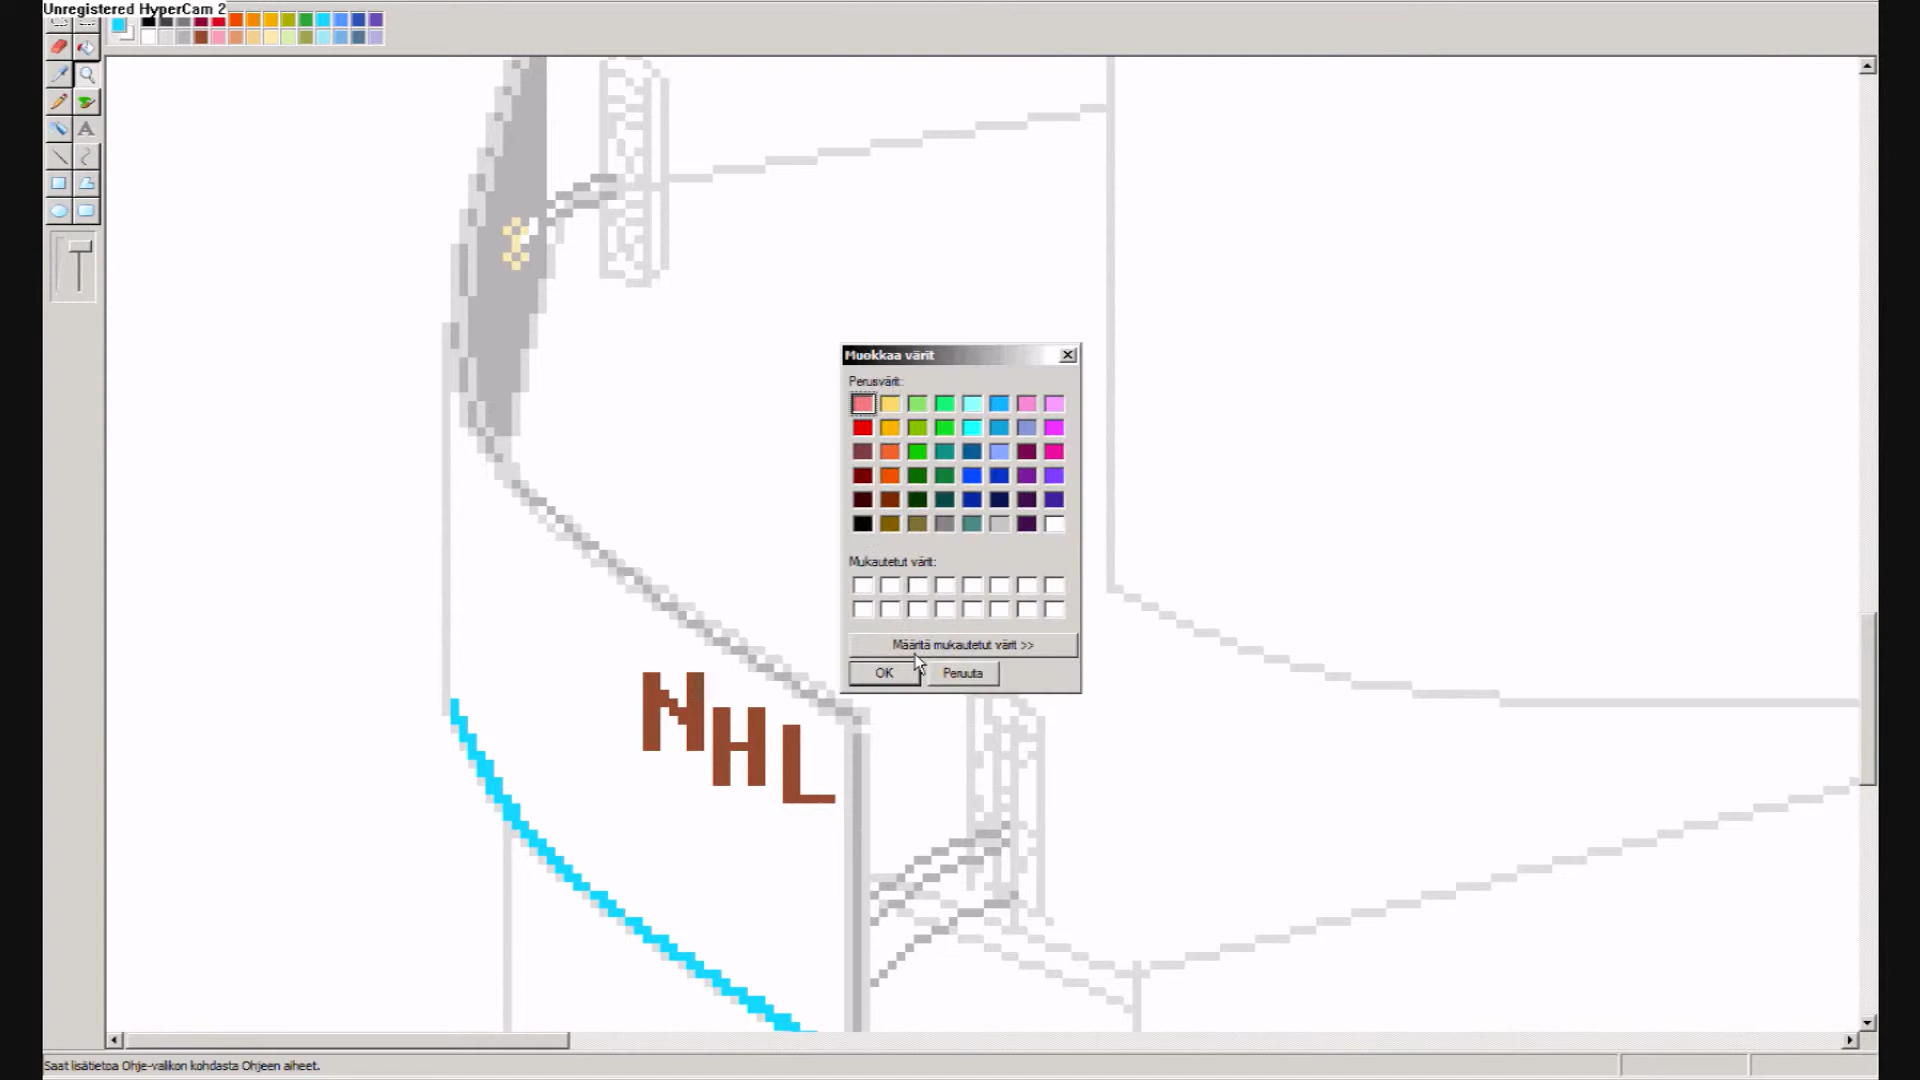 Unregistered HyperCam 2
Muokkaa värit
Perusvärit:
Mukautetut värit:
Määritä mukautetut värit >>
OK
Peruuta
NHL
Saat lisätietoa Ohje-valikon kohdasta Ohjeen aiheet.